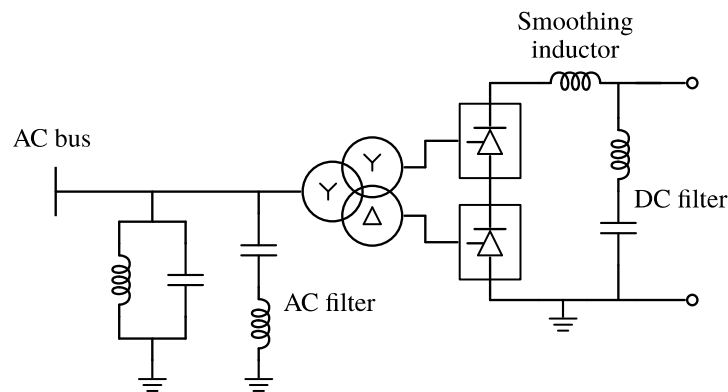 Smoothing
inductor
AC bus
Y
Y
Δ
DC filter
AC filter